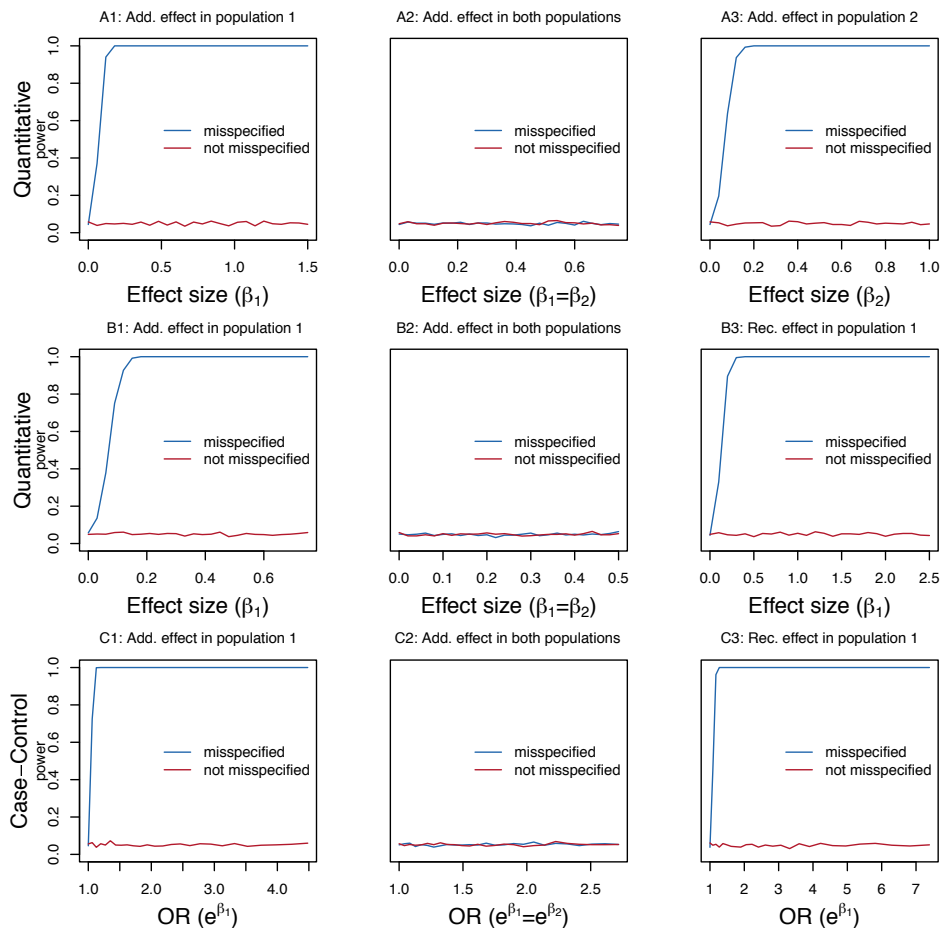 A1: Add. effect in population 1
A2: Add. effect in both populations
A3: Add. effect in population 2
Quantitative
power
0.0 0.2 0.4 0.6 0.8 1.0
misspecified
not misspecified
0.0 0.5 1.0 1.5
Effect size (β1)
misspecified
not misspecified
0.0 0.2 0.4 0.6
Effect size (β1=β2)
misspecified
not misspecified
0.0 0.2 0.4 0.6 0.8 1.0
Effect size (β2)
B1: Add. effect in population 1
B2: Add. effect in both populations
B3: Rec. effect in population 1
Quantitative
power
0.0 0.2 0.4 0.6 0.8 1.0
misspecified
not misspecified
0.0 0.2 0.4 0.6
Effect size (β1)
misspecified
not misspecified
0.0 0.1 0.2 0.3 0.4 0.5
Effect size (β1=β2)
misspecified
not misspecified
0.0 0.5 1.0 1.5 2.0 2.5
Effect size (β1)
C1: Add. effect in population 1
C2: Add. effect in both populations
C3: Rec. effect in population 1
Case−Control
power
0.0 0.2 0.4 0.6 0.8 1.0
misspecified
not misspecified
1.0 2.0 3.0 4.0
OR (e^β1)
misspecified
not misspecified
1.0 1.5 2.0 2.5
OR (e^β1=e^β2)
misspecified
not misspecified
1 2 3 4 5 6 7
OR (e^β1)